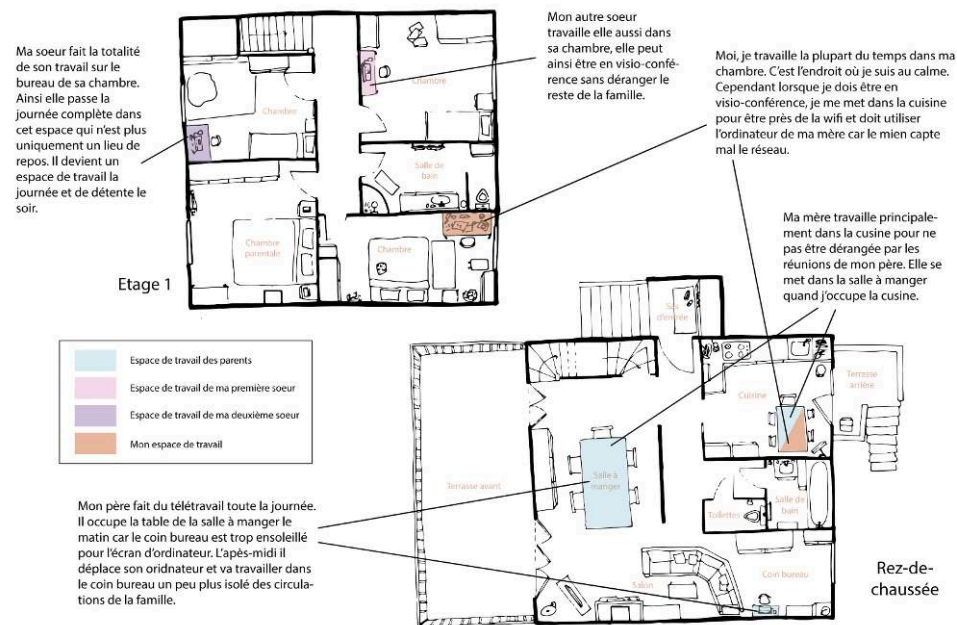 Ma soeur fait la totalité
de son travail sur le
bureau de sa chambre.
Ainsi elle passe la
journée complète dans
cet espace qui n'est plus
uniquement un lieu de
repos. Il devient un
espace de travail la
journée et de détente le
soir.
Mon autre soeur
travaille elle aussi dans
sa chambre, elle peut
ainsi être en visio-confé-
rence sans déranger le
reste de la famille.
Moi, je travaille la plupart du temps dans ma
chambre. C'est l'endroit où je suis au calme.
Cependant lorsque je dois être en
visio-conférence, je me met dans la cuisine
pour être près de la wifi et doit utiliser
l'ordinateur de ma mère car le mien capte
mal le réseau.
Ma mère travaille principale-
ment dans la cusine pour ne
pas être dérangée par les
réunions de mon père. Elle se
met dans la salle à manger
quand j'occupe la cusine.
Chambre
Chambre
Salle de
bain
Chambre
parentale
Chambre
Etage 1
Espace de travail des parents
Espace de travail de ma première soeur
Espace de travail de ma deuxième soeur
Mon espace de travail
Sas
d'entrée
Cuisine
Terrasse
arrière
Terrasse avant
Salle à
manger
Toilettes
Salle de
bain
Salon
Coin bureau
Rez-de-
chaussée
Mon père fait du télétravail toute la journée.
Il occupe la table de la salle à manger le
matin car le coin bureau est trop ensoleillé
pour l'écran d'ordinateur. L'apès-midi il
déplace son oridnateur et va travailler dans
le coin bureau un peu plus isolé des circula-
tions de la famille.